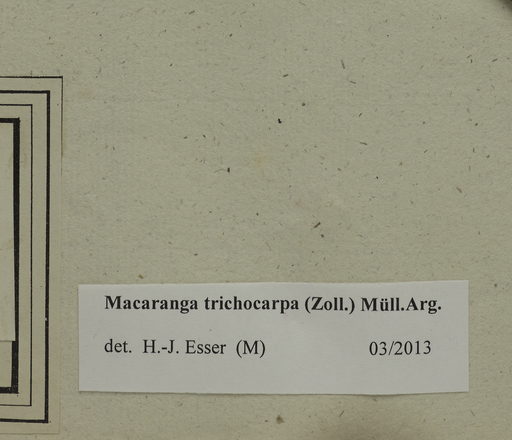 Macaranga trichocarpa (Zoll.) Müll.Arg.
det. H.-J. Esser (M) 03/2013